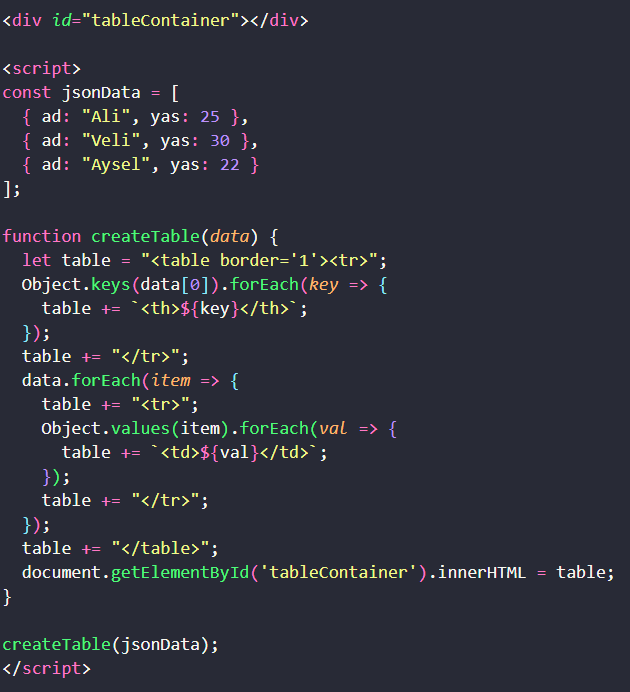 <div id="tableContainer"></div>

<script>
const jsonData = [
  { ad: "Ali", yas: 25 },
  { ad: "Veli", yas: 30 },
  { ad: "Aysel", yas: 22 }
];

function createTable(data) {
  let table = "<table border='1'><tr>";
  Object.keys(data[0]).forEach(key => {
    table += `<th>${key}</th>`;
  });
  table += "</tr>";
  data.forEach(item => {
    table += "<tr>";
    Object.values(item).forEach(val => {
      table += `<td>${val}</td>`;
    });
    table += "</tr>";
  });
  table += "</table>";
  document.getElementById('tableContainer').innerHTML = table;
}

createTable(jsonData);
</script>